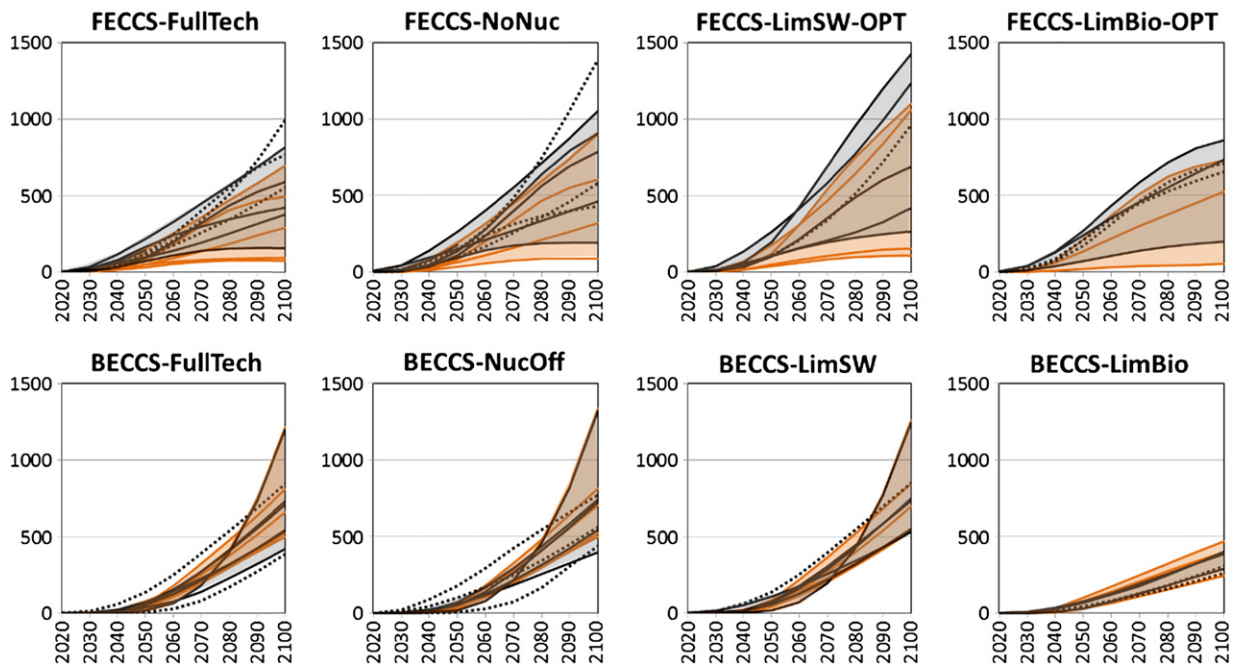 FECCS-FullTech FECCS-NoNuc FECCS-LimSW-OPT FECCS-LimBio-OPT
1500 1500 1500 1500
1000 1000 1000 1000
500 500 500 500
0 0 0 0
2020 2030 2040 2050 2060 2070 2080 2090 2100 2020 2030 2040 2050 2060 2070 2080 2090 2100 2020 2030 2040 2050 2060 2070 2080 2090 2100 2020 2030 2040 2050 2060 2070 2080 2090 2100
BECCS-FullTech BECCS-NucOff BECCS-LimSW BECCS-LimBio
1500 1500 1500 1500
1000 1000 1000 1000
500 500 500 500
0 0 0 0
2020 2030 2040 2050 2060 2070 2080 2090 2100 2020 2030 2040 2050 2060 2070 2080 2090 2100 2020 2030 2040 2050 2060 2070 2080 2090 2100 2020 2030 2040 2050 2060 2070 2080 2090 2100